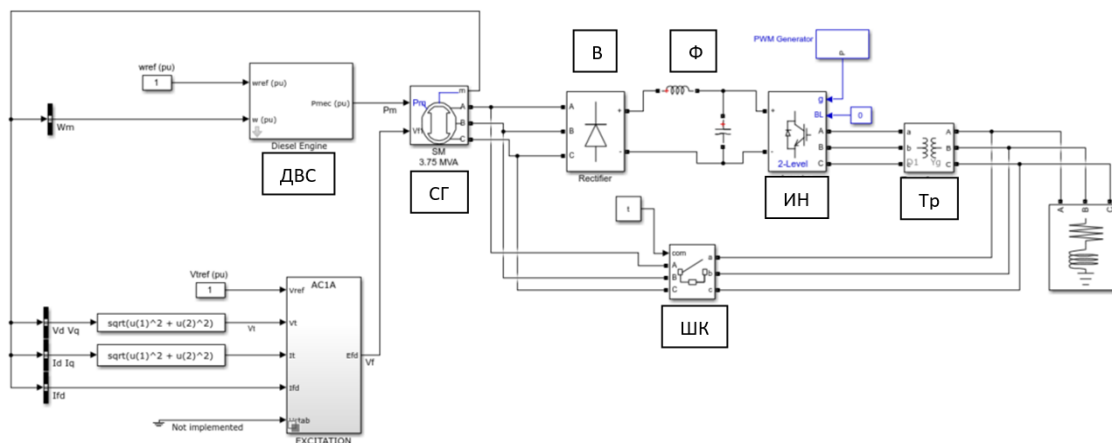 В
Ф
PWM Generator
P
wref (pu)
1
wref (pu)
Pmec (pu)
w (pu)
Diesel Engine
ДВС
Wm
Pm
Pm
m
A
B
C
Vf
SM
3.75 MVA
СГ
A
B
C
+
-
Rectifier
+
-
g
BL
0
A
B
C
2-Level
ИН
a
b
A
B
C
D1
Yg
Тр
A
B
C
1
com
A
B
C
a
b
c
ШК
Vtref (pu)
1
AC1A
Vref
Vd Vq
sqrt(u(1)^2 + u(2)^2)
Vt
Vt
Id Iq
sqrt(u(1)^2 + u(2)^2)
It
Efd
Vf
Ifd
Ifd
Not implemented
EXCITATION